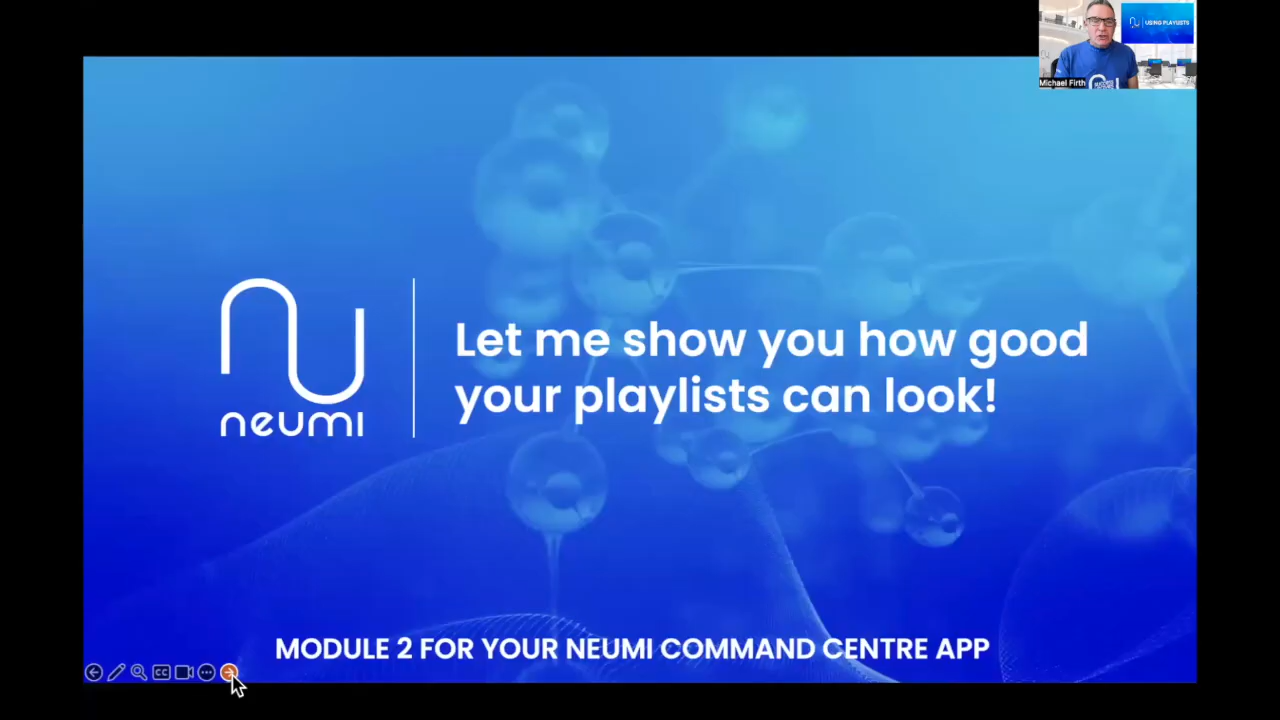 USING PLAYLISTS
Michael Firth
neumi
Let me show you how good
your playlists can look!
MODULE 2 FOR YOUR NEUMI COMMAND CENTRE APP
CC